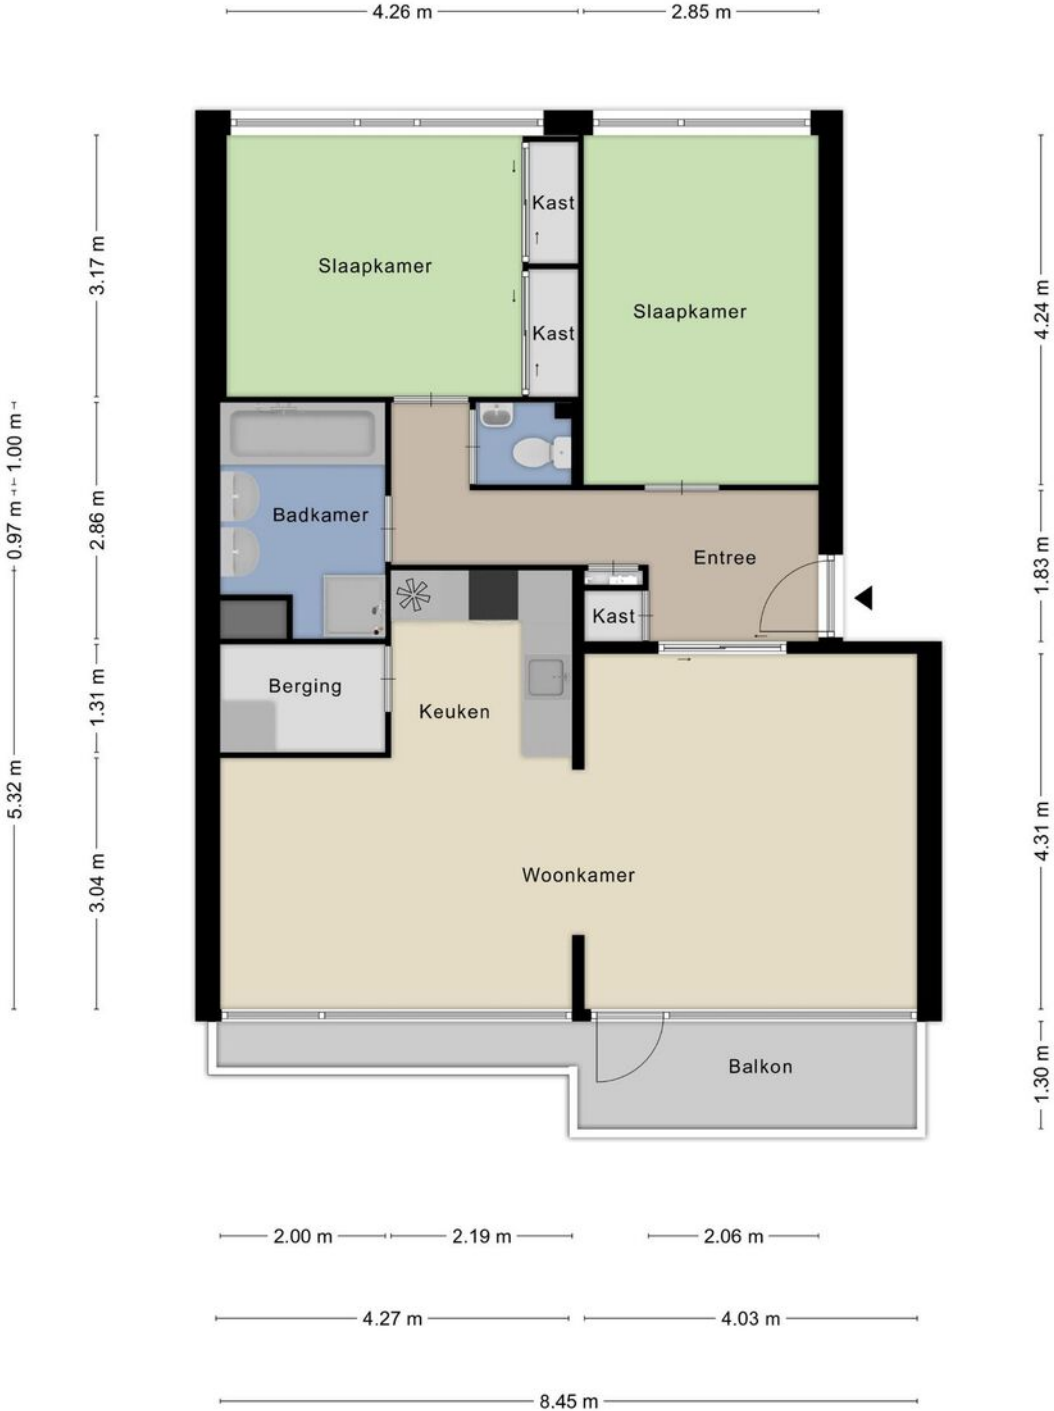 4.26 m
2.85 m
Kast
3.17 m
Slaapkamer
4.24 m
Slaapkamer
Kast
1.00 m
0.97 m
2.86 m
Badkamer
Entree
1.83 m
Kast
1.31 m
Berging
Keuken
5.32 m
4.31 m
3.04 m
Woonkamer
Balkon
1.30 m
2.00 m
2.19 m
2.06 m
4.27 m
4.03 m
8.45 m